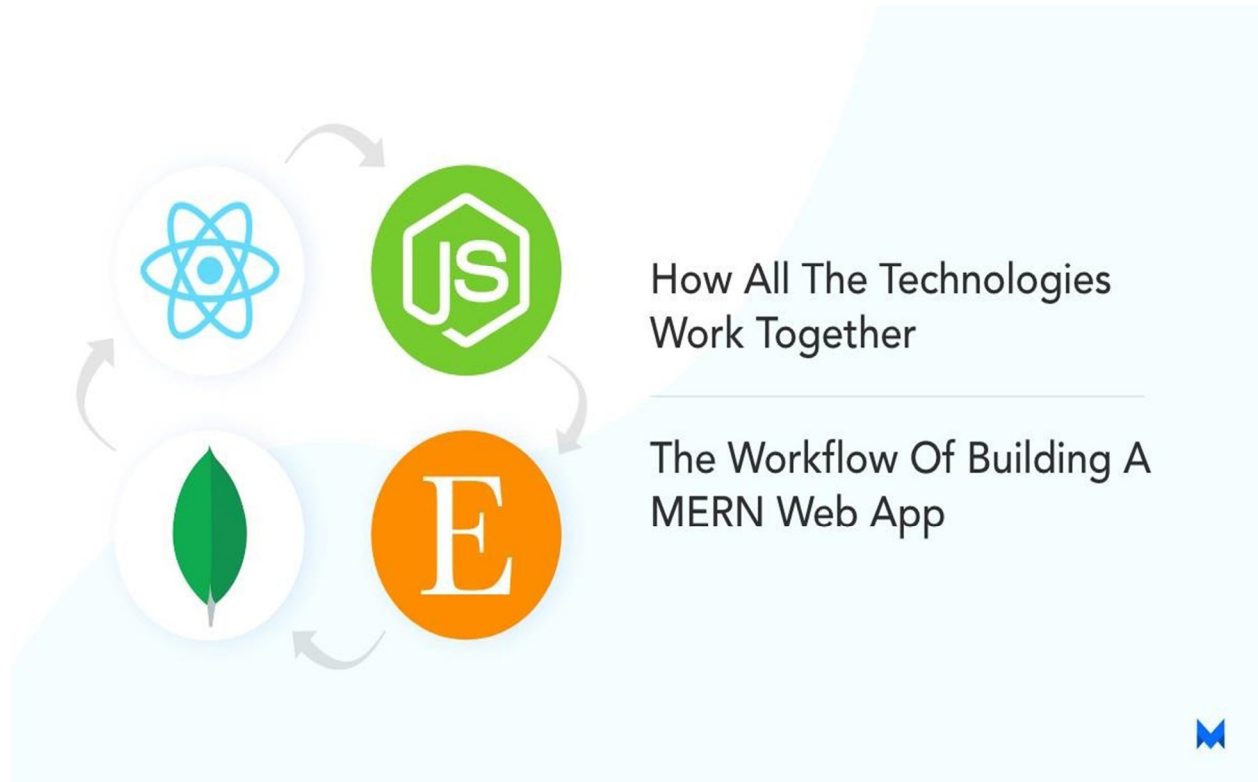 JS
E
How All The Technologies
Work Together
The Workflow Of Building A
MERN Web App